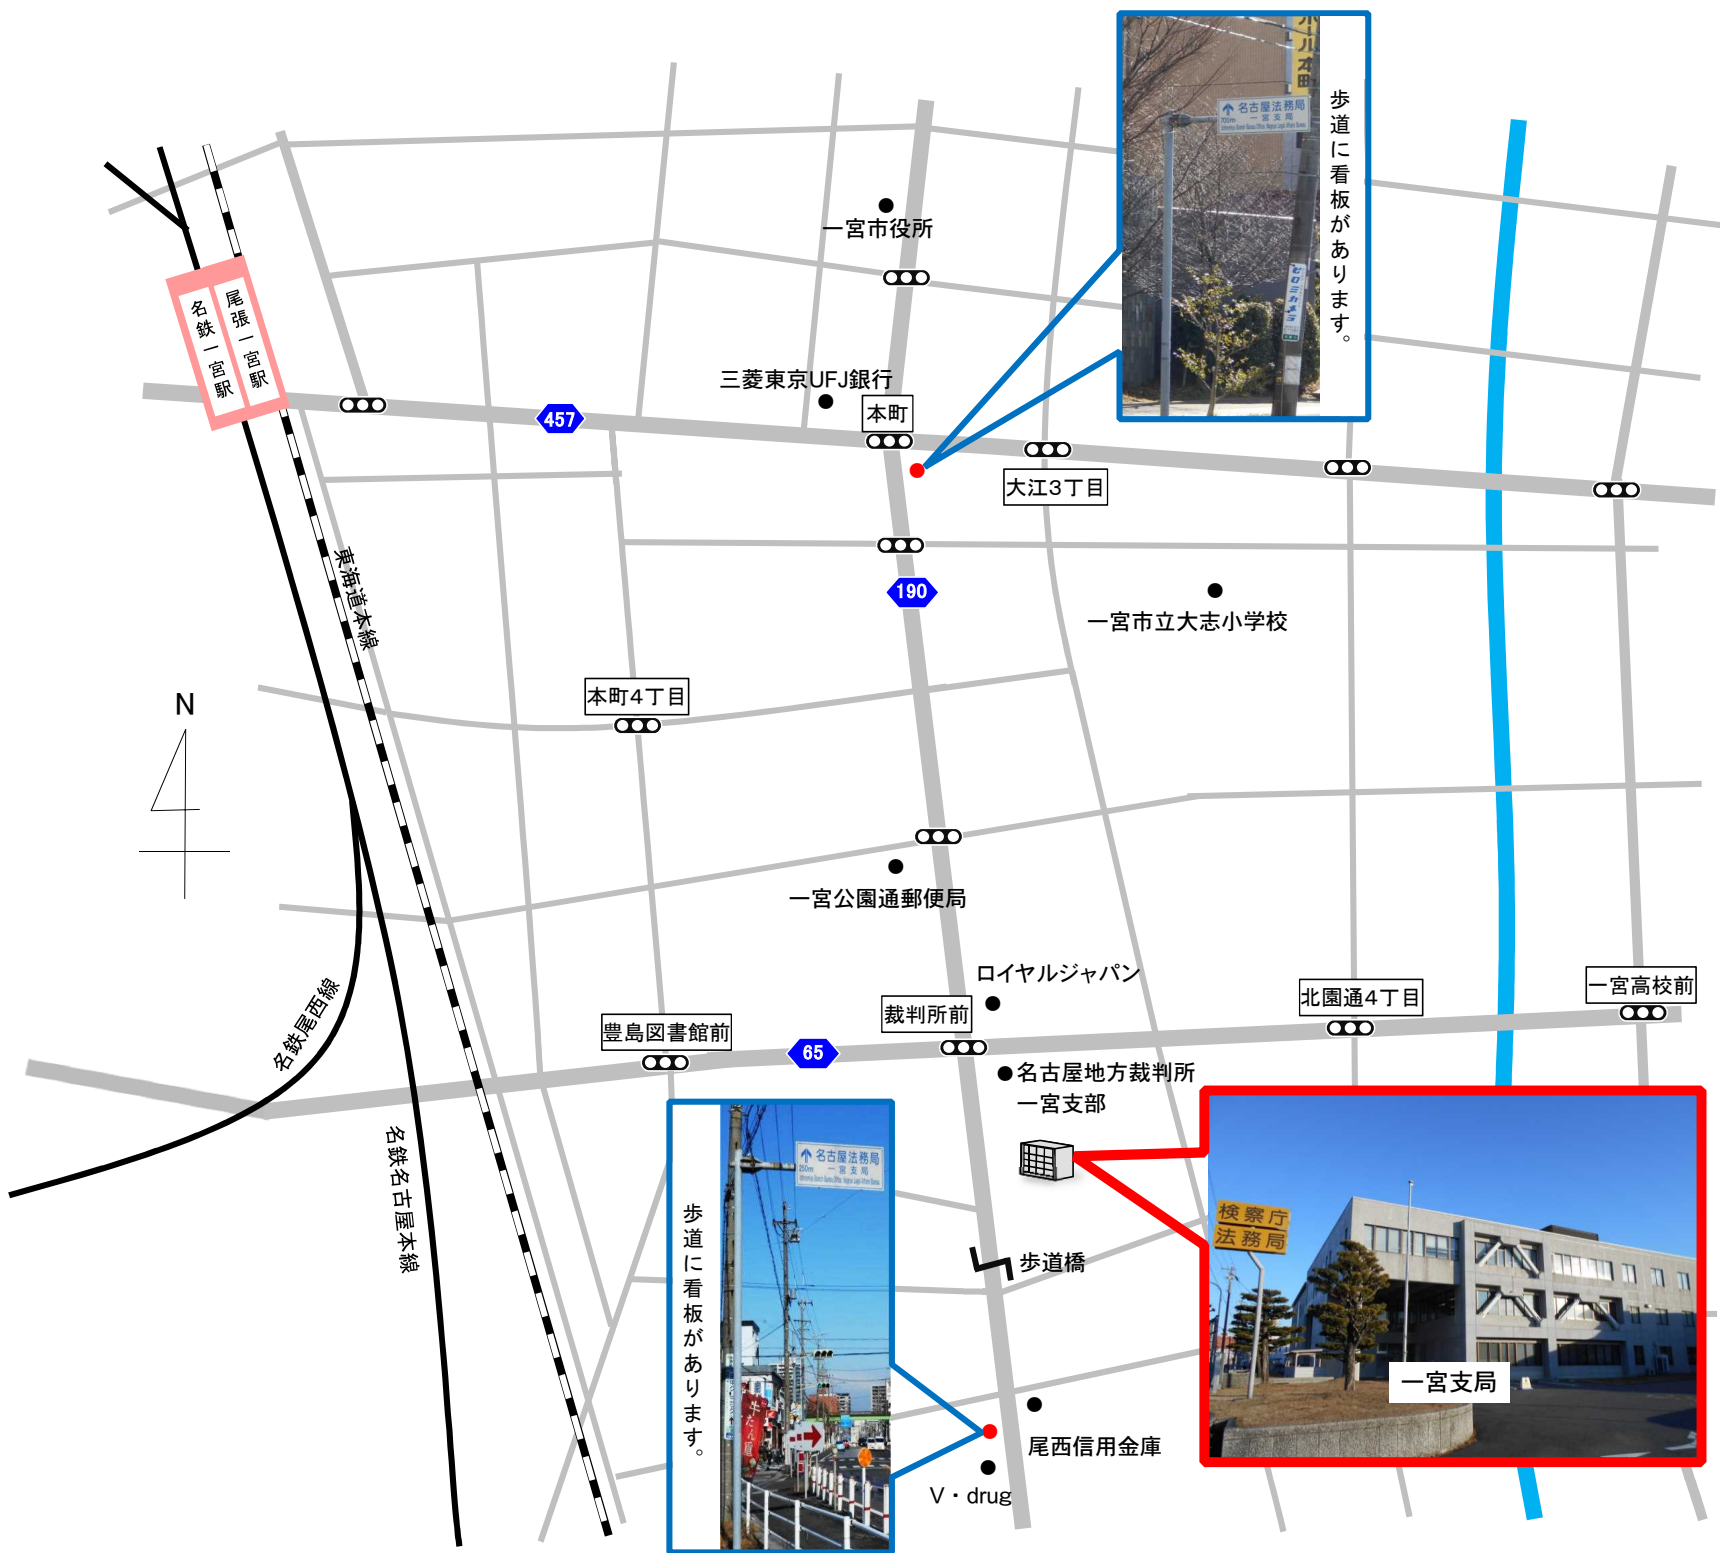 ホール本田
名古屋法務局
一宮支局
700m
歩道に看板があります。
一宮市役所
尾張一宮駅
名鉄一宮駅
三菱東京UFJ銀行
本町
457
大江3丁目
東海道本線
190
一宮市立大志小学校
本町4丁目
N
一宮公園通郵便局
ロイヤルジャパン
名鉄尾西線
豊島図書館前
裁判所前
北園通4丁目
一宮高校前
65
名古屋地方裁判所
一宮支部
名鉄名古屋本線
名古屋法務局
一宮支局
250m
歩道に看板があります。
歩道橋
検察庁
法務局
一宮支局
尾西信用金庫
V・drug